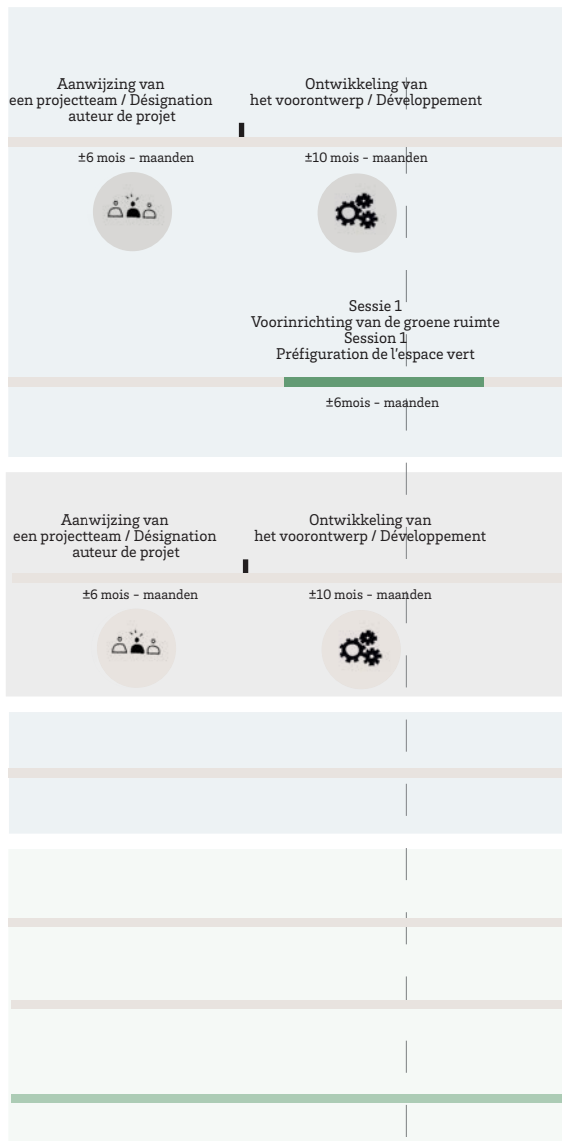 Aanwijzing van
een projectteam / Désignation
auteur de projet
Ontwikkeling van
het voorontwerp / Développement
±6 mois - maanden
±10 mois - maanden
Sessie 1
Voorinrichting van de groene ruimte
Session 1
Préfiguration de l'espace vert
±6mois - maanden
Aanwijzing van
een projectteam / Désignation
auteur de projet
Ontwikkeling van
het voorontwerp / Développement
±6 mois - maanden
±10 mois - maanden